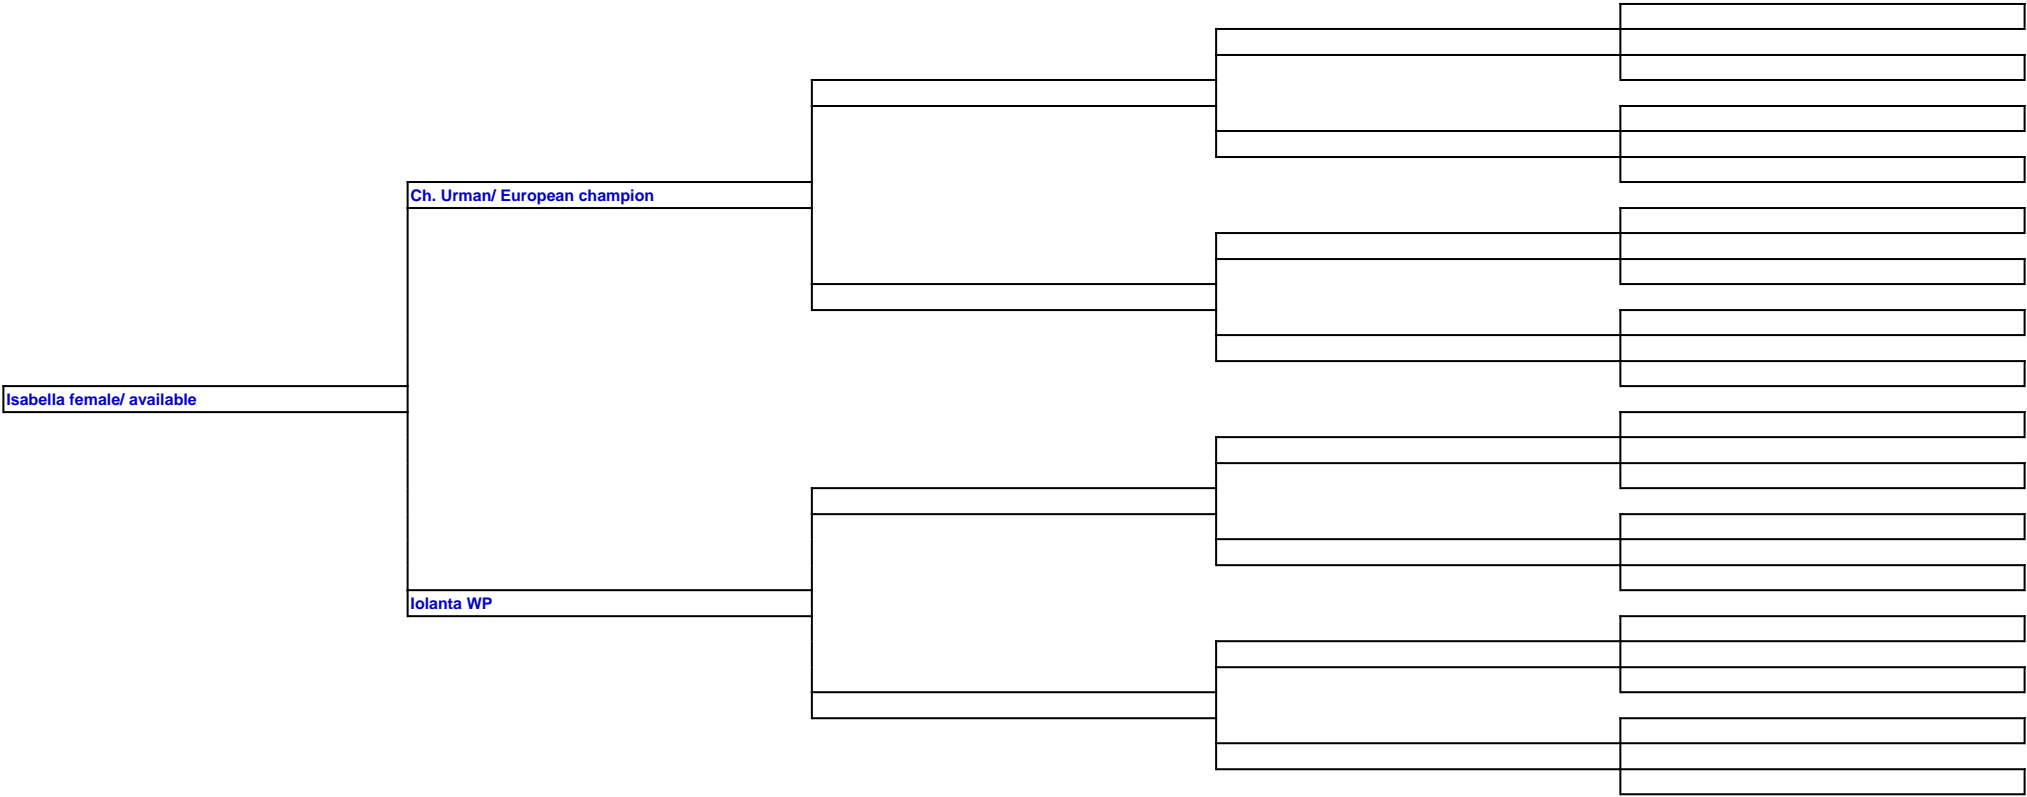 Ch. Urman/ European champion
Isabella female/ available
Iolanta WP